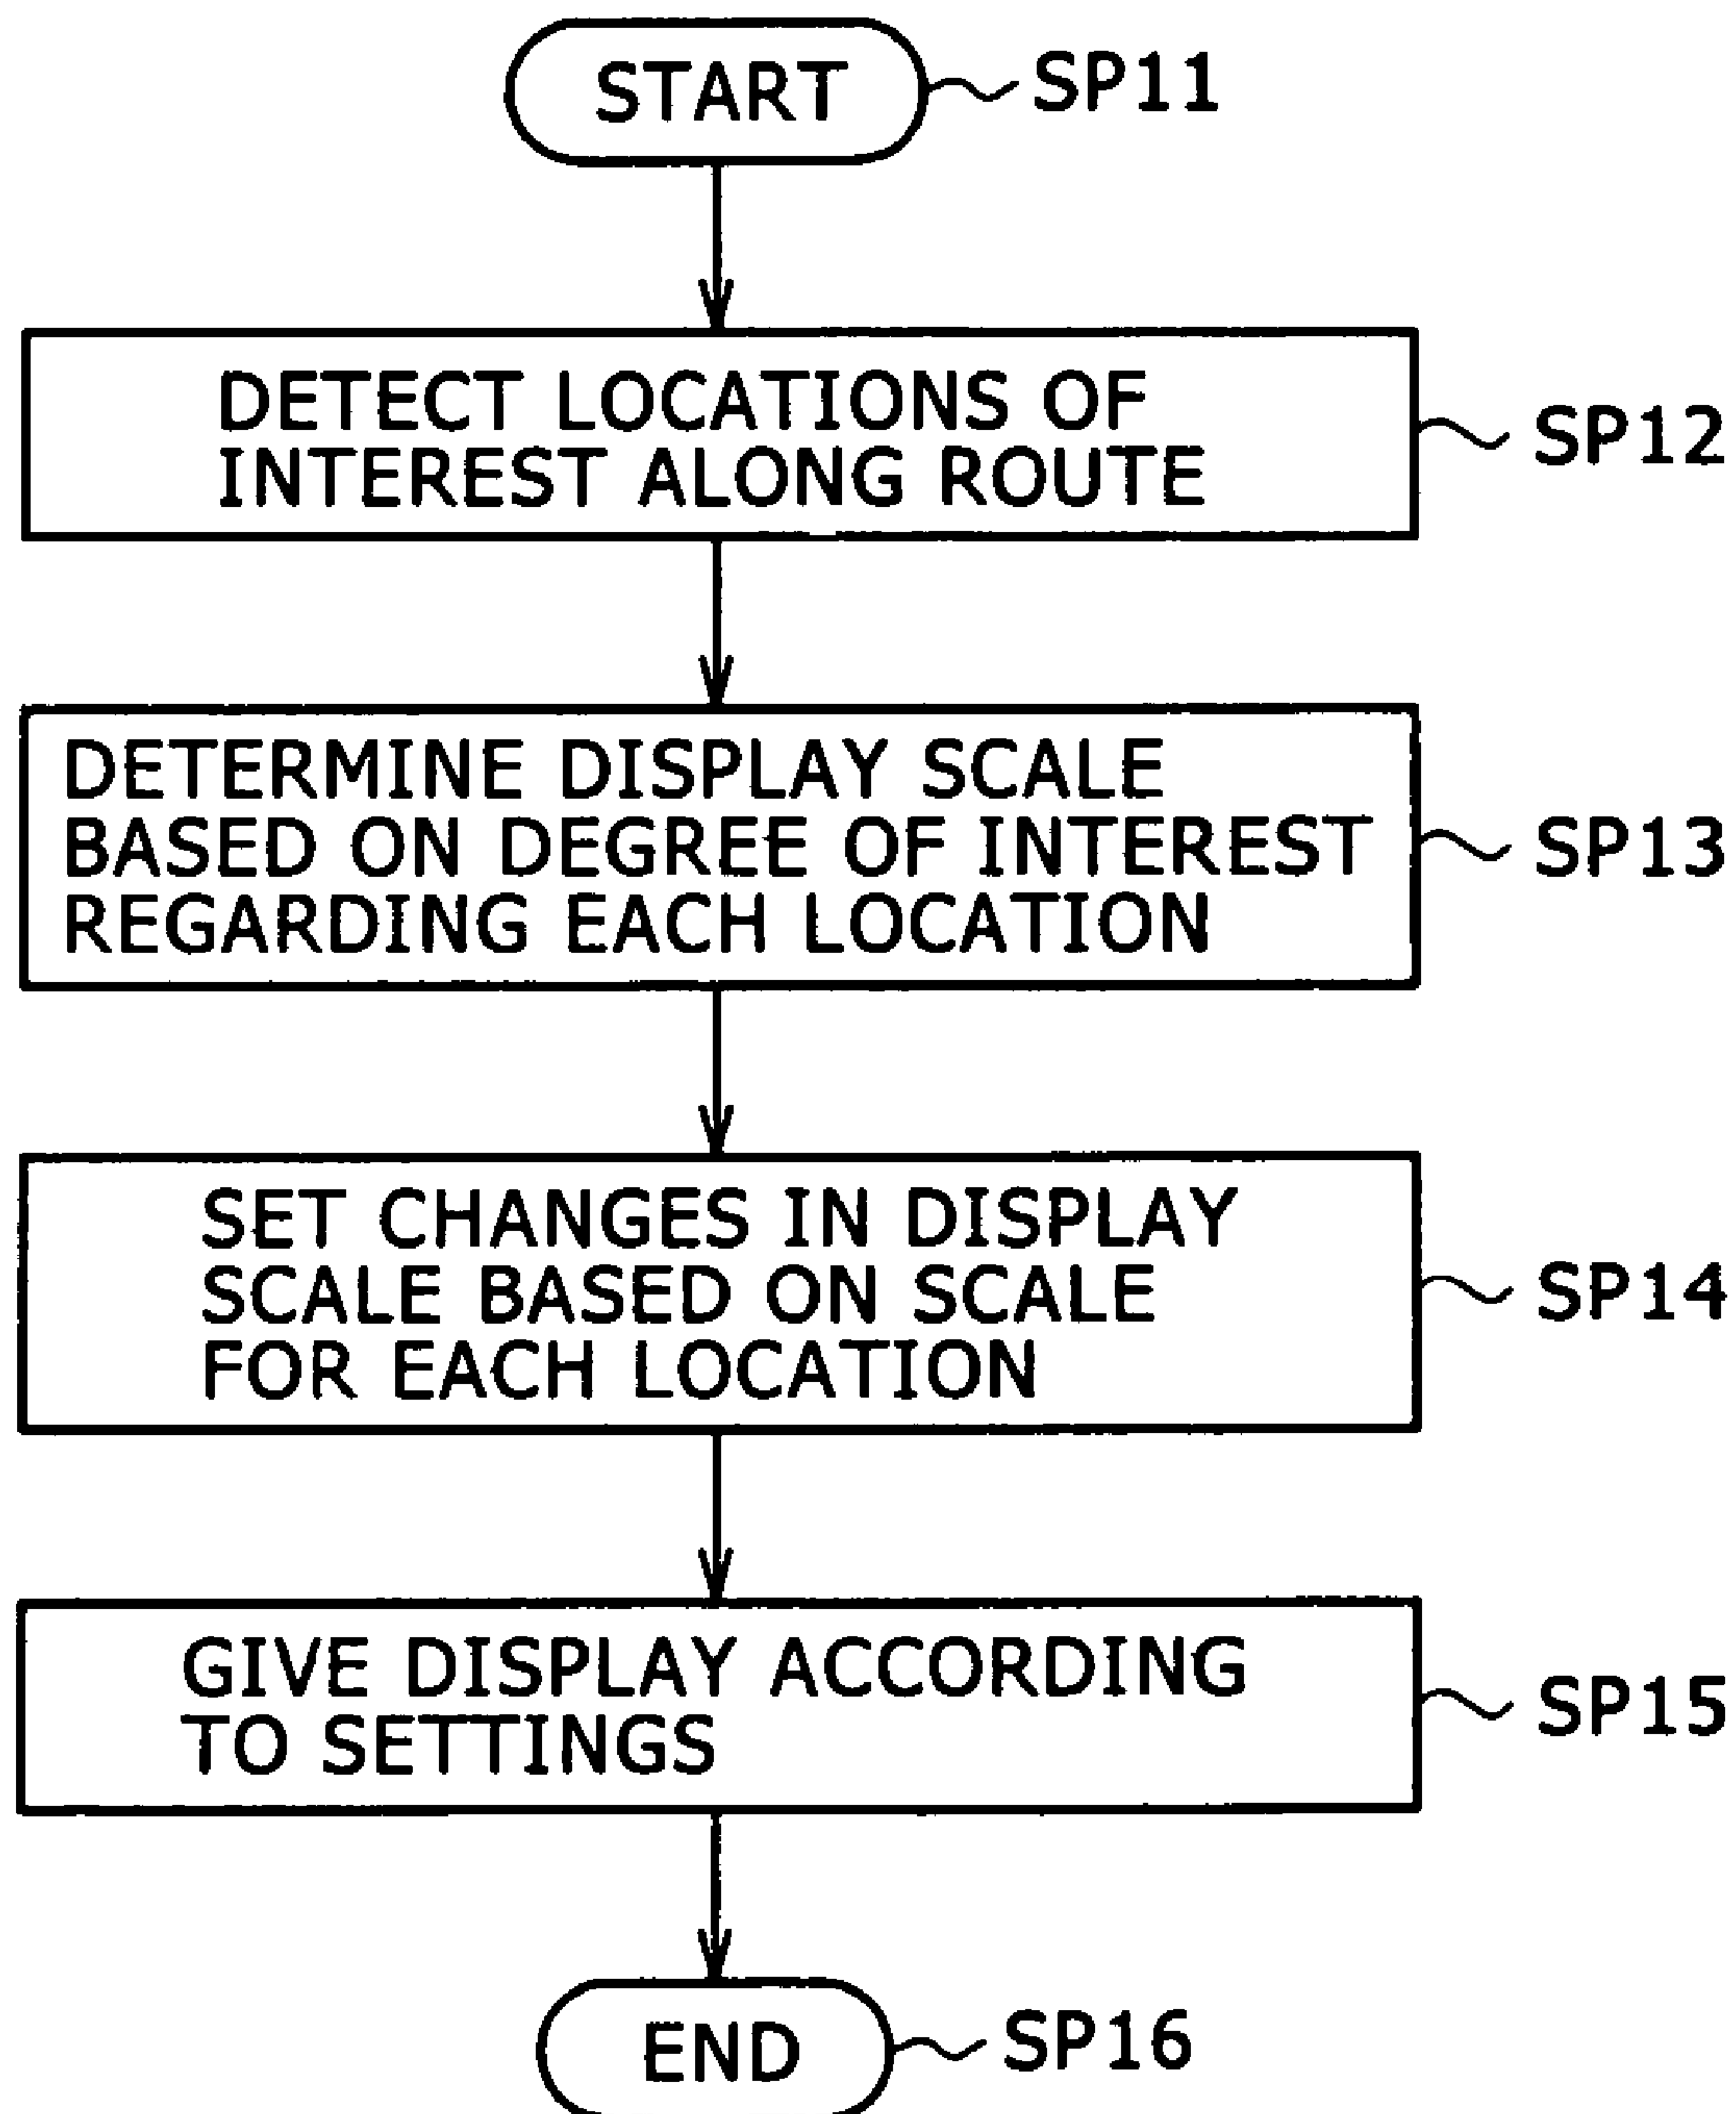 START
SP11
DETECT LOCATIONS OF
INTEREST ALONG ROUTE
SP12
DETERMINE DISPLAY SCALE
BASED ON DEGREE OF INTEREST
REGARDING EACH LOCATION
SP13
SET CHANGES IN DISPLAY
SCALE BASED ON SCALE
FOR EACH LOCATION
SP14
GIVE DISPLAY ACCORDING
TO SETTINGS
SP15
END
SP16